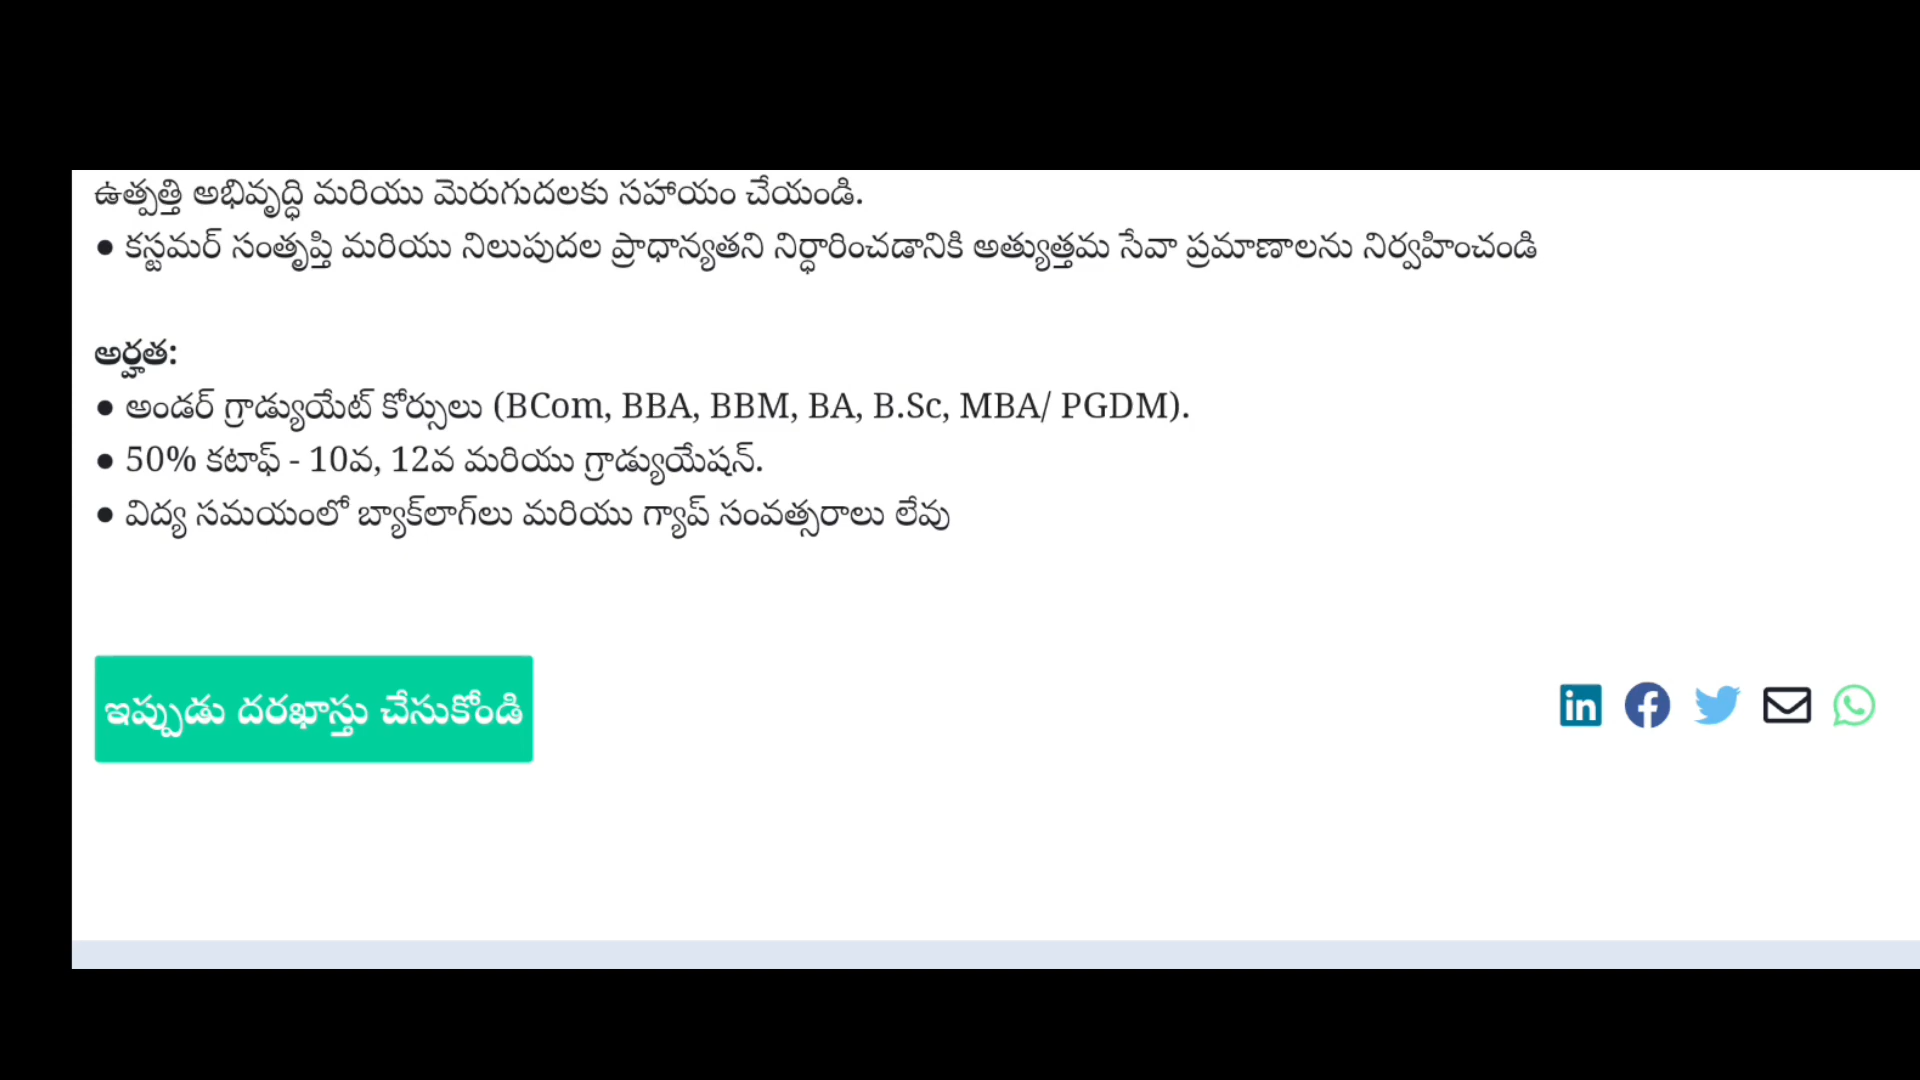 ఉత్పత్తి అభివృద్ధి మరియు మెరుగుదలకు సహాయం చేయండి.
● కస్టమర్ సంతృప్తి మరియు నిలుపుదల ప్రాధాన్యతని నిర్ధారించడానికి అత్యుత్తమ సేవా ప్రమాణాలను నిర్వహించండి
అర్హత:
● అండర్ గ్రాడ్యుయేట్ కోర్సులు (BCom, BBA, BBM, BA, B.Sc, MBA/ PGDM).
● 50% కటాఫ్ - 10వ, 12వ మరియు గ్రాడ్యుయేషన్.
● విద్య సమయంలో బ్యాక్‌లాగ్‌లు మరియు గ్యాప్ సంవత్సరాలు లేవు
ఇప్పుడు దరఖాస్తు చేసుకోండి
in